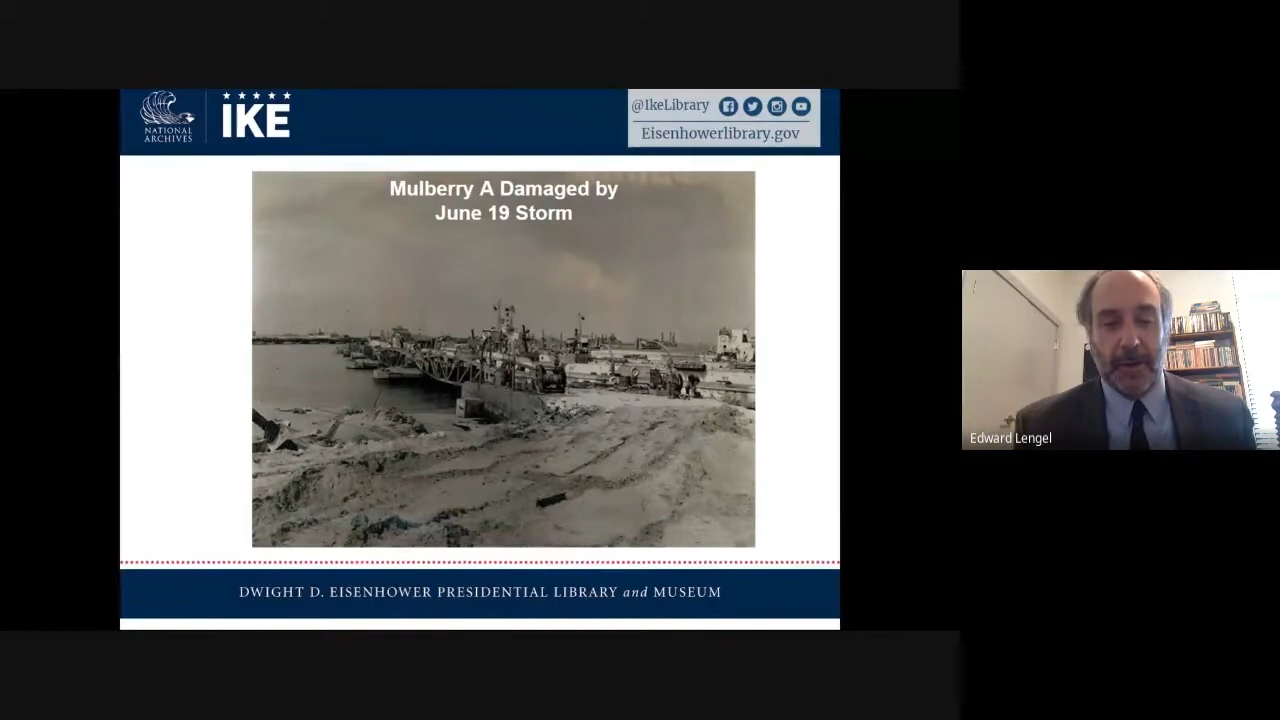 NATIONAL
ARCHIVES
IKE
@IkeLibrary
Eisenhowerlibrary.gov
Mulberry A Damaged by
June 19 Storm
Edward Lengel
DWIGHT D. EISENHOWER PRESIDENTIAL LIBRARY and MUSEUM